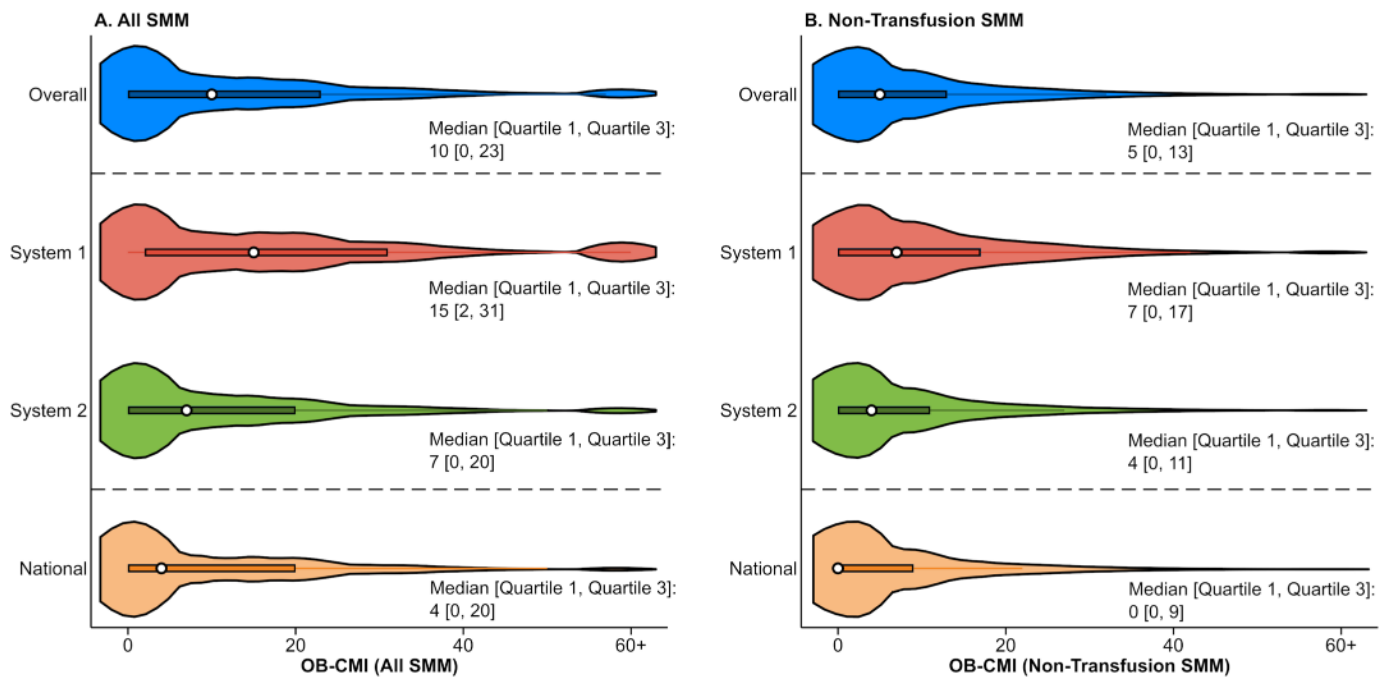 A. All SMM
Overall
Median [Quartile 1, Quartile 3]:
10 [0, 23]
System 1
Median [Quartile 1, Quartile 3]:
15 [2, 31]
System 2
Median [Quartile 1, Quartile 3]:
7 [0, 20]
National
Median [Quartile 1, Quartile 3]:
4 [0, 20]
0 20 40 60+
OB-CMI (All SMM)
B. Non-Transfusion SMM
Overall
Median [Quartile 1, Quartile 3]:
5 [0, 13]
System 1
Median [Quartile 1, Quartile 3]:
7 [0, 17]
System 2
Median [Quartile 1, Quartile 3]:
4 [0, 11]
National
Median [Quartile 1, Quartile 3]:
0 [0, 9]
0 20 40 60+
OB-CMI (Non-Transfusion SMM)